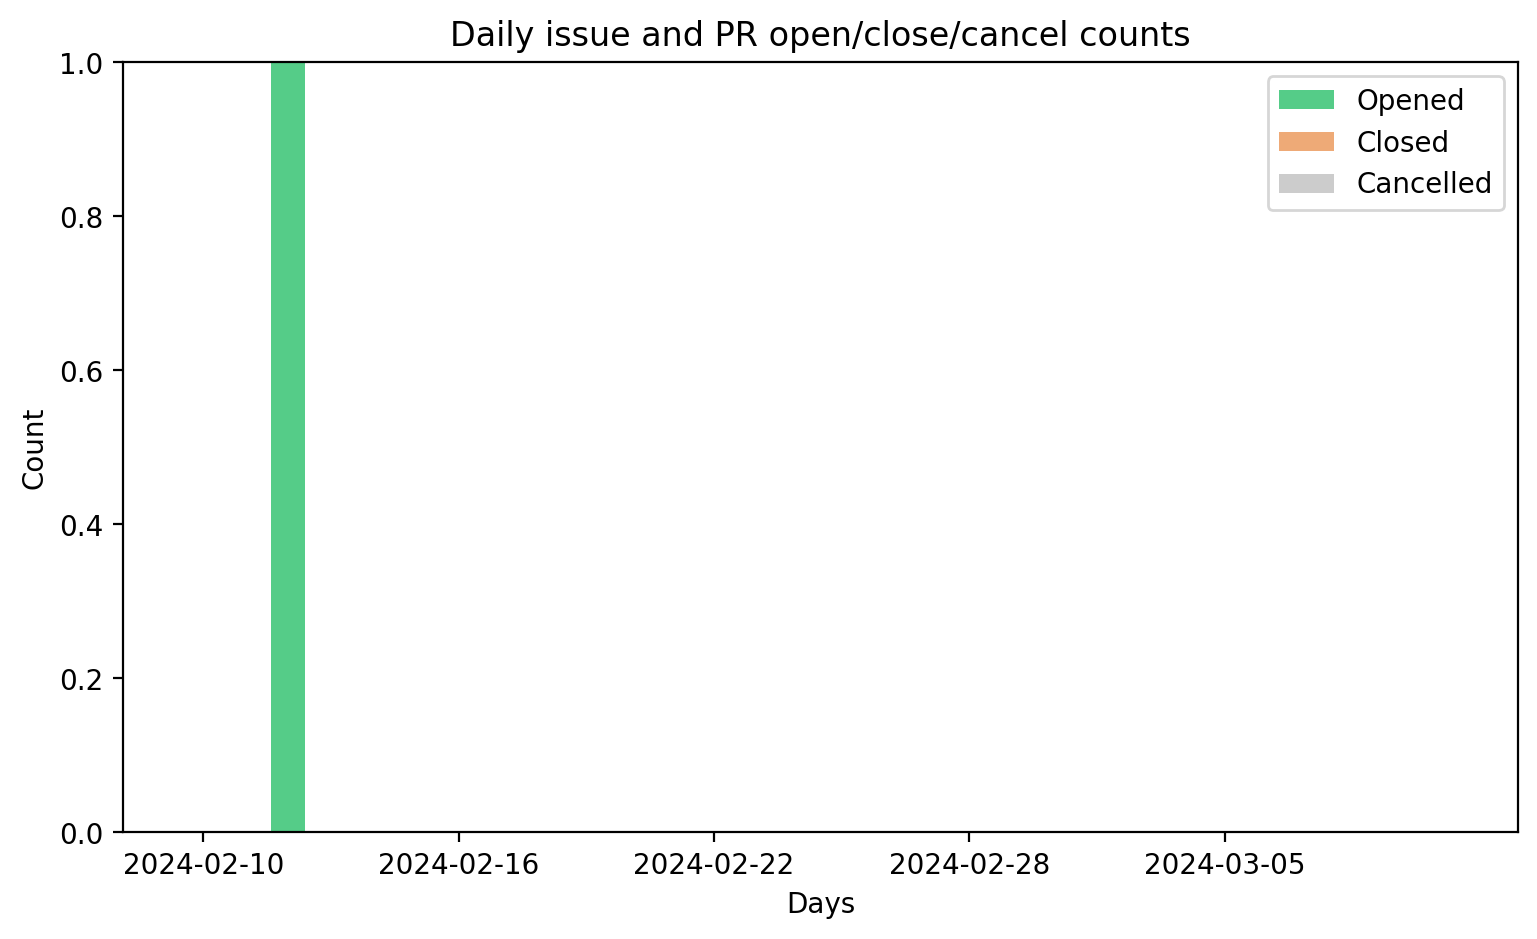 Daily issue and PR open/close/cancel counts
1.0
0.8
0.6
0.4
0.2
0.0
Count
Opened
Closed
Cancelled
2024-02-10
2024-02-16
2024-02-22
2024-02-28
2024-03-05
Days